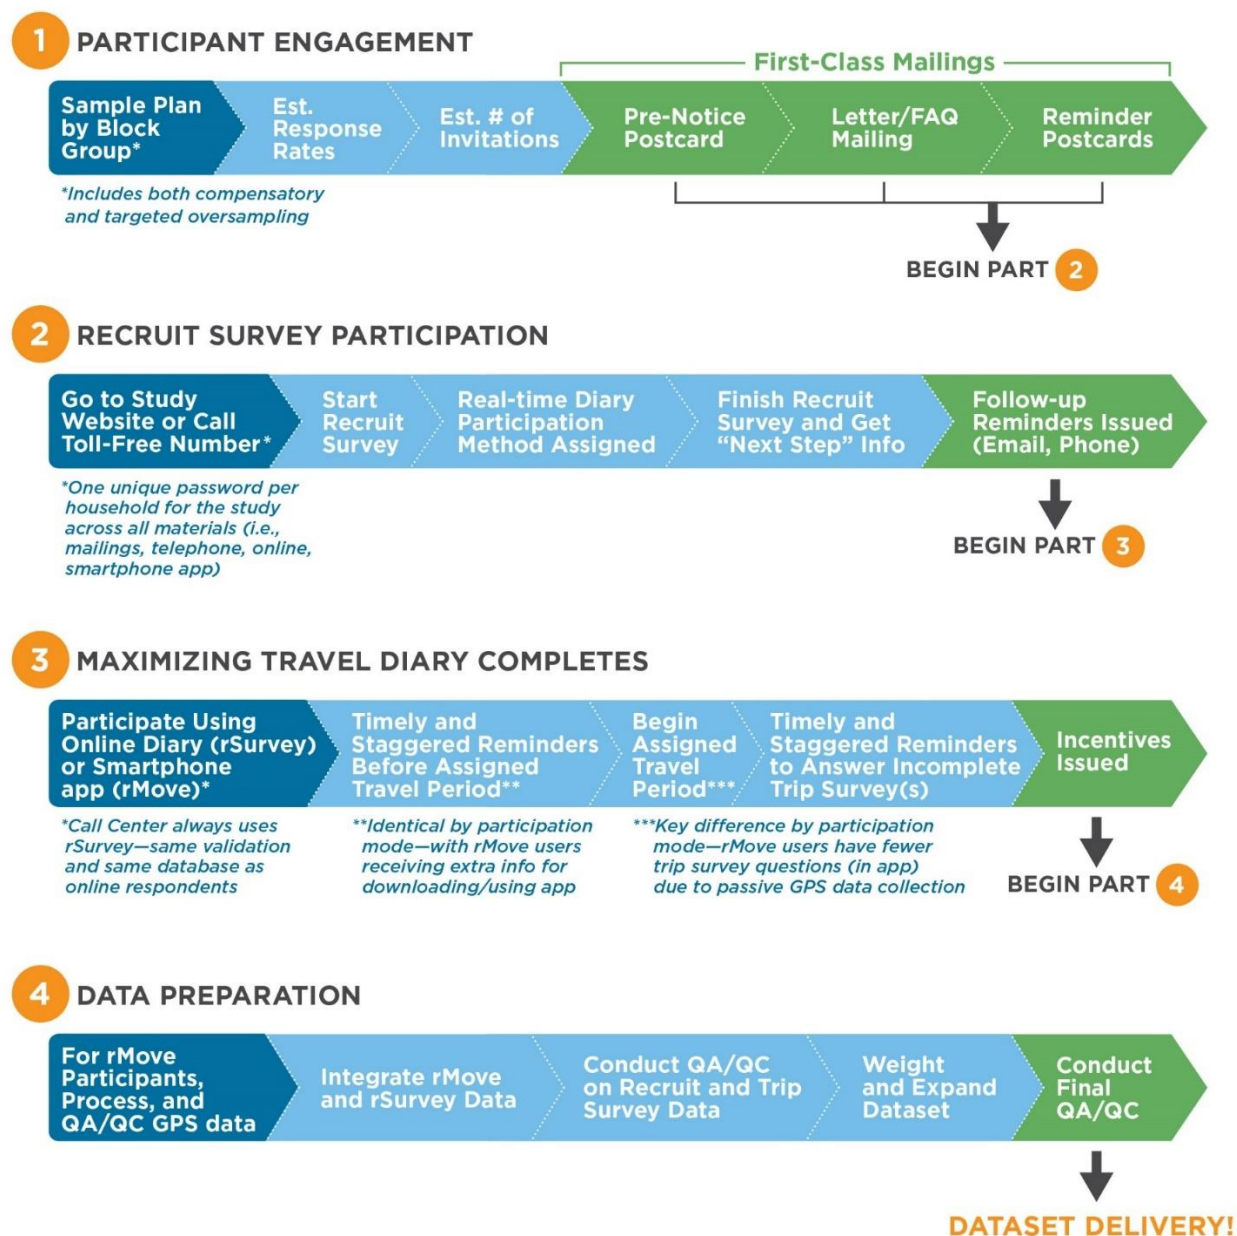 1 PARTICIPANT ENGAGEMENT
First-Class Mailings
Sample Plan
by Block
Group*
Est.
Response
Rates
Est. # of
Invitations
Pre-Notice
Postcard
Letter/FAQ
Mailing
Reminder
Postcards
*Includes both compensatory
and targeted oversampling
BEGIN PART 2
2 RECRUIT SURVEY PARTICIPATION
Go to Study
Website or Call
Toll-Free Number*
Start
Recruit
Survey
Real-time Diary
Participation
Method Assigned
Finish Recruit
Survey and Get
“Next Step” Info
Follow-up
Reminders Issued
(Email, Phone)
*One unique password per
household for the study
across all materials (i.e.,
mailings, telephone, online,
smartphone app)
BEGIN PART 3
3 MAXIMIZING TRAVEL DIARY COMPLETES
Participate Using
Online Diary (rSurvey)
or Smartphone
app (rMove)*
Timely and
Staggered Reminders
Before Assigned
Travel Period**
Begin
Assigned
Travel
Period***
Timely and
Staggered Reminders
to Answer Incomplete
Trip Survey(s)
Incentives
Issued
*Call Center always uses
rSurvey—same validation
and same database as
online respondents
**Identical by participation
mode—with rMove users
receiving extra info for
downloading/using app
***Key difference by participation
mode—rMove users have fewer
trip survey questions (in app)
due to passive GPS data collection
BEGIN PART 4
4 DATA PREPARATION
For rMove
Participants,
Process, and
QA/QC GPS data
Integrate rMove
and rSurvey Data
Conduct QA/QC
on Recruit and Trip
Survey Data
Weight
and Expand
Dataset
Conduct
Final
QA/QC
DATASET DELIVERY!